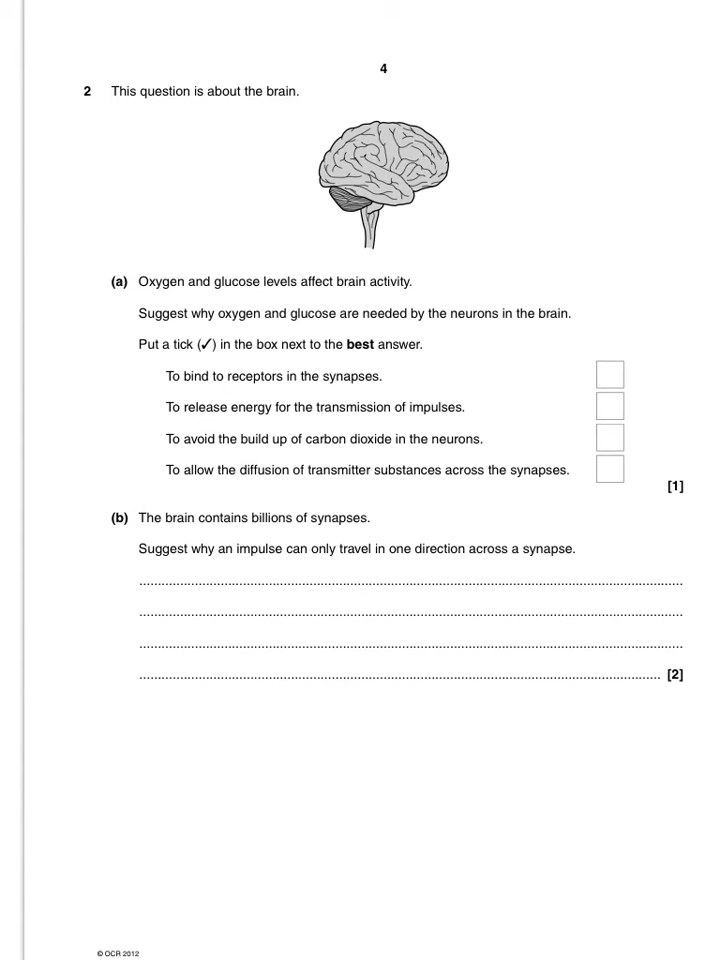 4
2 This question is about the brain.
(a) Oxygen and glucose levels affect brain activity.
Suggest why oxygen and glucose are needed by the neurons in the brain.
Put a tick (✓) in the box next to the best answer.
To bind to receptors in the synapses.
To release energy for the transmission of impulses.
To avoid the build up of carbon dioxide in the neurons.
To allow the diffusion of transmitter substances across the synapses.
[1]
(b) The brain contains billions of synapses.
Suggest why an impulse can only travel in one direction across a synapse.
[2]
© OCR 2012